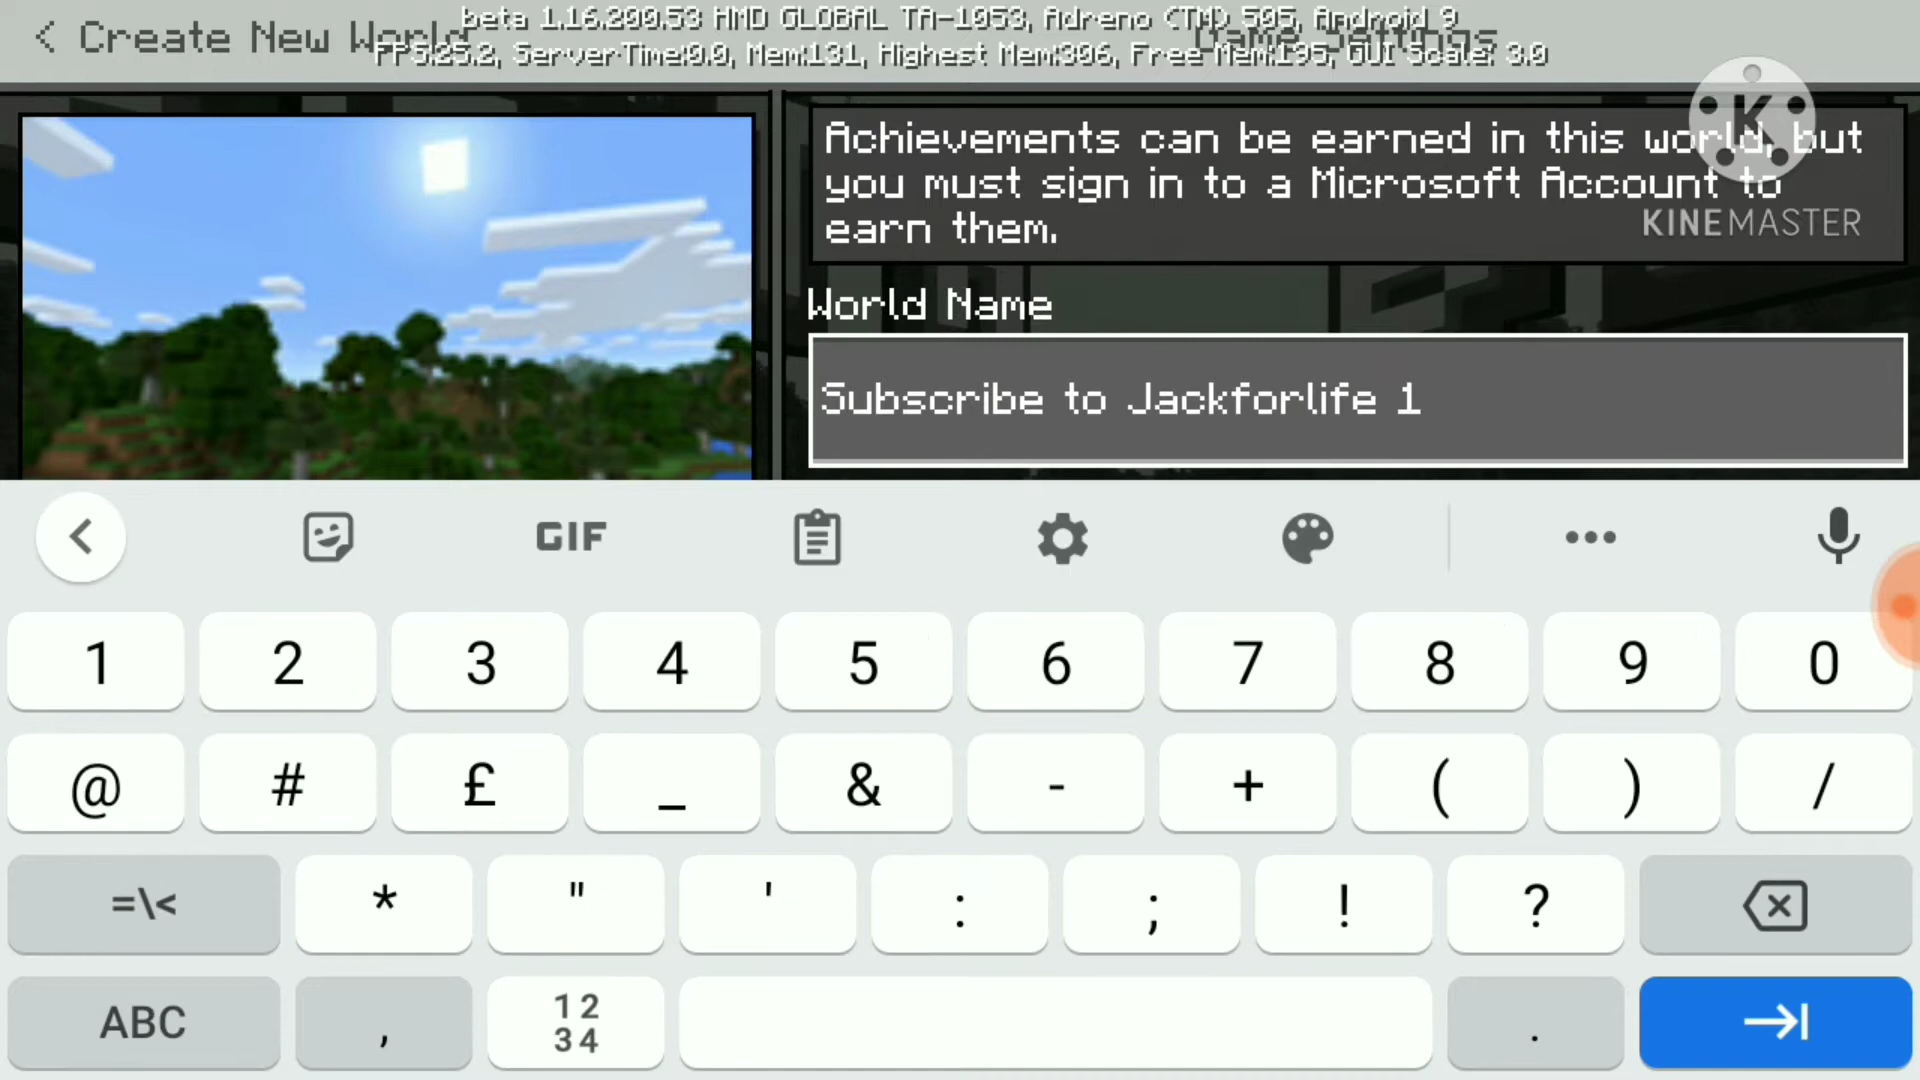 beta 1.16.200.53 HMD GLOBAL TA-1053, Adreno (TM) 505, Android 9
< Create New World
Game Settings
FPS:25.2, ServerTime:0.0, Mem:131, Highest Mem:306, Free Mem:195, GUI Scale: 3.0
Achievements can be earned in this world, but
you must sign in to a Microsoft Account to
earn them.
K
KINEMASTER
World Name
Subscribe to Jackforlife 1
GIF
1 2 3 4 5 6 7 8 9 0
@ # £ _ & - + ( ) /
=\< * " ' : ; ! ?
ABC , 12 .
34